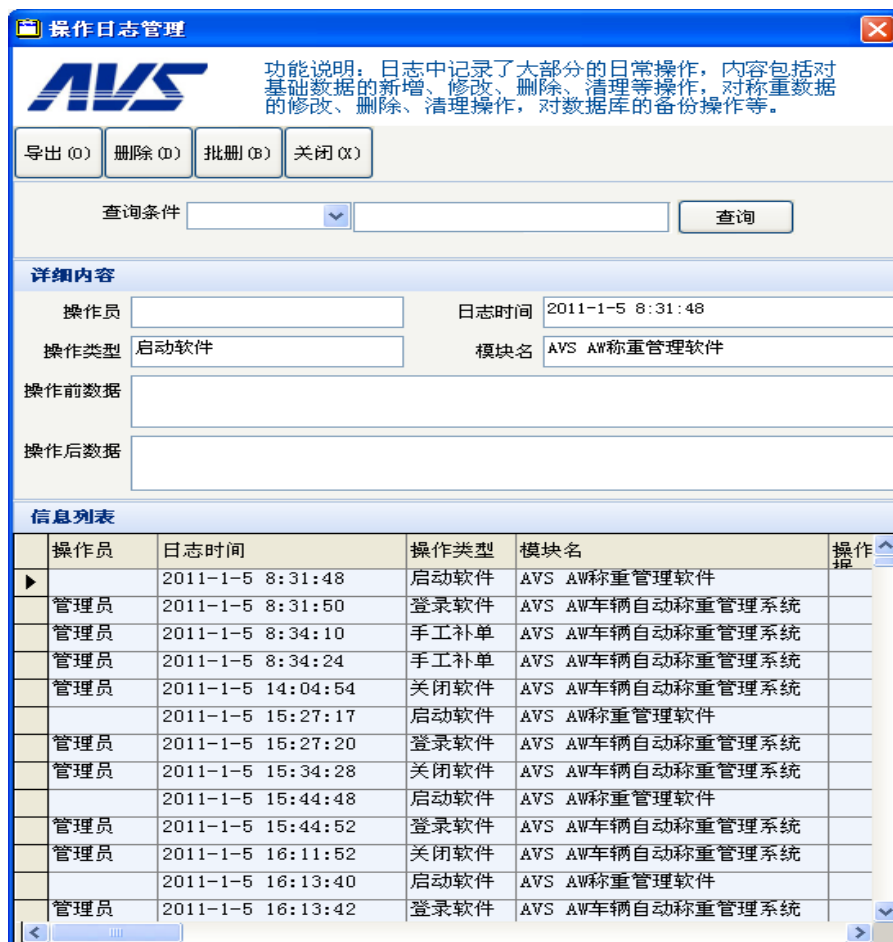 操作日志管理
AVS
功能说明：日志中记录了大部分的日常操作，内容包括对
基础数据的新增、修改、删除、清理等操作，对称重数据
的修改、删除、清理操作，对数据库的备份操作等。
导出(O) 删除(D) 批删(B) 关闭(X)
查询条件 查询
详细内容
操作员 日志时间 2011-1-5 8:31:48
操作类型 启动软件 模块名 AVS AW称重管理软件
操作前数据
操作后数据
信息列表
操作员 日志时间 操作类型 模块名 操作
2011-1-5 8:31:48 启动软件 AVS AW称重管理软件
管理员 2011-1-5 8:31:50 登录软件 AVS AW车辆自动称重管理系统
管理员 2011-1-5 8:34:10 手工补单 AVS AW车辆自动称重管理系统
管理员 2011-1-5 8:34:24 手工补单 AVS AW车辆自动称重管理系统
管理员 2011-1-5 14:04:54 关闭软件 AVS AW车辆自动称重管理系统
2011-1-5 15:27:17 启动软件 AVS AW称重管理软件
管理员 2011-1-5 15:27:20 登录软件 AVS AW车辆自动称重管理系统
管理员 2011-1-5 15:34:28 关闭软件 AVS AW车辆自动称重管理系统
2011-1-5 15:44:48 启动软件 AVS AW称重管理软件
管理员 2011-1-5 15:44:52 登录软件 AVS AW车辆自动称重管理系统
管理员 2011-1-5 16:11:52 关闭软件 AVS AW车辆自动称重管理系统
2011-1-5 16:13:40 启动软件 AVS AW称重管理软件
管理员 2011-1-5 16:13:42 登录软件 AVS AW车辆自动称重管理系统